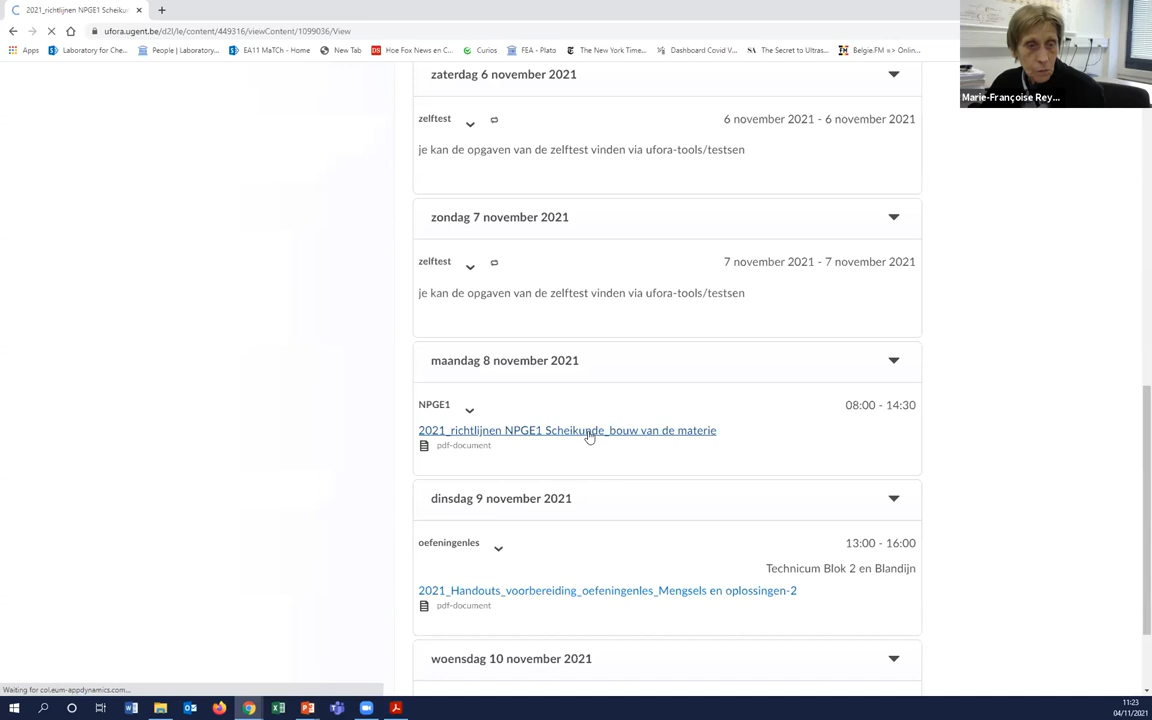 2021_richtlijnen NPGE1 Scheiku
ufora.ugent.be/d2l/le/content/449316/viewContent/1099036/View
Apps
Laboratory for Che...
People | Laboratory...
EA11 MaTCh - Home
New Tab
DS
Hoe Fox News en C...
Curios
FEA - Plato
The New York Time...
Dashboard Covid V...
SA
The Secret to Ultras...
Belgie.FM => Onlin...
Marie-Françoise Rey...
zaterdag 6 november 2021
zelftest
6 november 2021 - 6 november 2021
je kan de opgaven van de zelftest vinden via ufora-tools/testsen
zondag 7 november 2021
zelftest
7 november 2021 - 7 november 2021
je kan de opgaven van de zelftest vinden via ufora-tools/testsen
maandag 8 november 2021
NPGE1
08:00 - 14:30
2021_richtlijnen NPGE1 Scheikunde_bouw van de materie
pdf-document
dinsdag 9 november 2021
oefeningenles
13:00 - 16:00
Technicum Blok 2 en Blandijn
2021_Handouts_voorbereiding_oefeningenles_Mengsels en oplossingen-2
pdf-document
woensdag 10 november 2021
Waiting for col.eum-appdynamics.com...
11:23
04/11/2021